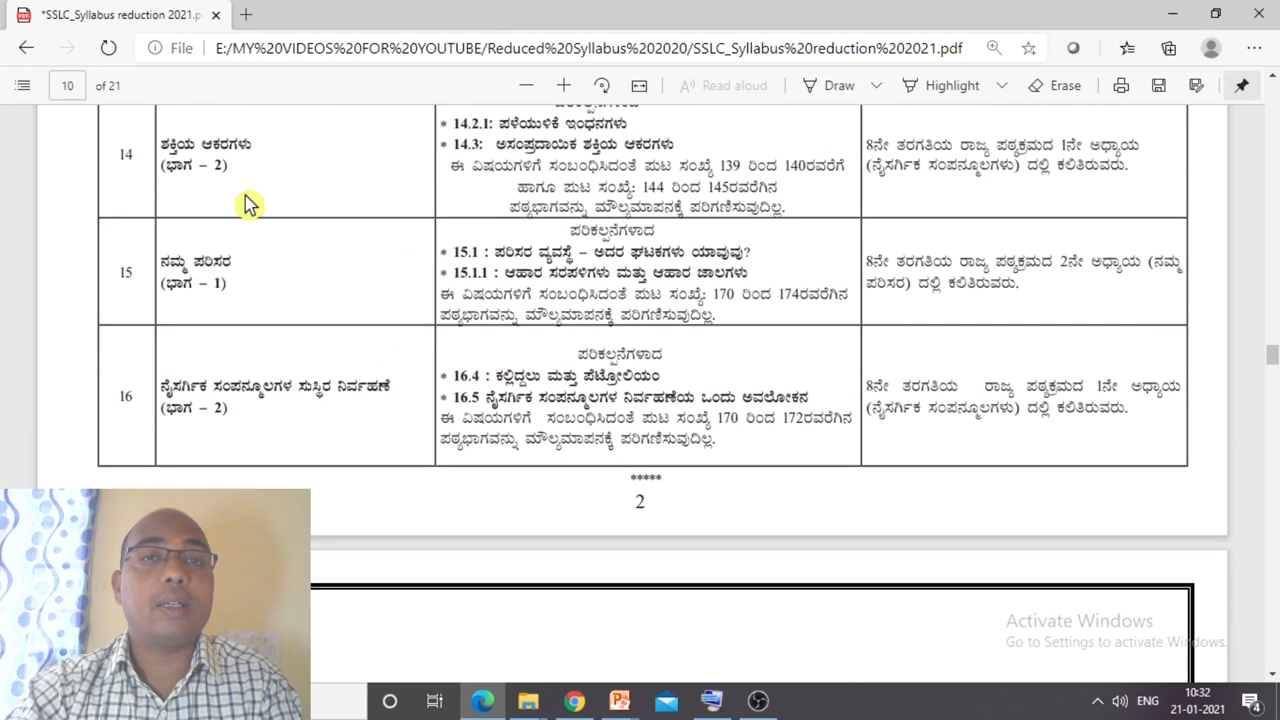 *SSLC_Syllabus reduction 2021.p
File
E:/MY%20VIDEOS%20FOR%20YOUTUBE/Reduced%20Syllabus%202020/SSLC_Syllabus%20reduction%202021.pdf
10 of 21
Read aloud
Draw
Highlight
Erase
ಪರಿಕಲ್ಪನೆಗಳಾದ
14
ಶಕ್ತಿಯ ಆಕರಗಳು
(ಭಾಗ – 2)
* 14.2.1: ಪಳೆಯುಳಿಕೆ ಇಂಧನಗಳು
* 14.3: ಅಸಂಪ್ರದಾಯಿಕ ಶಕ್ತಿಯ ಆಕರಗಳು
ಈ ವಿಷಯಗಳಿಗೆ ಸಂಬಂಧಿಸಿದಂತೆ ಪುಟ ಸಂಖ್ಯೆ 139 ರಿಂದ 140ರವರೆಗೆ
ಹಾಗೂ ಪುಟ ಸಂಖ್ಯೆ: 144 ರಿಂದ 145ರವರೆಗಿನ
ಪಠ್ಯಭಾಗವನ್ನು ಮೌಲ್ಯಮಾಪನಕ್ಕೆ ಪರಿಗಣಿಸುವುದಿಲ್ಲ.
8ನೇ ತರಗತಿಯ ರಾಜ್ಯ ಪಠ್ಯಕ್ರಮದ 1ನೇ ಅಧ್ಯಾಯ
(ನೈಸರ್ಗಿಕ ಸಂಪನ್ಮೂಲಗಳು) ದಲ್ಲಿ ಕಲಿತಿರುವರು.
15
ನಮ್ಮ ಪರಿಸರ
(ಭಾಗ – 1)
ಪರಿಕಲ್ಪನೆಗಳಾದ
* 15.1 : ಪರಿಸರ ವ್ಯವಸ್ಥೆ – ಅದರ ಘಟಕಗಳು ಯಾವುವು?
* 15.1.1 : ಆಹಾರ ಸರಪಳಿಗಳು ಮತ್ತು ಆಹಾರ ಜಾಲಗಳು
ಈ ವಿಷಯಗಳಿಗೆ ಸಂಬಂಧಿಸಿದಂತೆ ಪುಟ ಸಂಖ್ಯೆ: 170 ರಿಂದ 174ರವರೆಗಿನ
ಪಠ್ಯಭಾಗವನ್ನು ಮೌಲ್ಯಮಾಪನಕ್ಕೆ ಪರಿಗಣಿಸುವುದಿಲ್ಲ.
8ನೇ ತರಗತಿಯ ರಾಜ್ಯ ಪಠ್ಯಕ್ರಮದ 2ನೇ ಅಧ್ಯಾಯ (ನಮ್ಮ
ಪರಿಸರ) ದಲ್ಲಿ ಕಲಿತಿರುವರು.
16
ನೈಸರ್ಗಿಕ ಸಂಪನ್ಮೂಲಗಳ ಸುಸ್ಥಿರ ನಿರ್ವಹಣೆ
(ಭಾಗ – 2)
ಪರಿಕಲ್ಪನೆಗಳಾದ
* 16.4 : ಕಲ್ಲಿದ್ದಲು ಮತ್ತು ಪೆಟ್ರೋಲಿಯಂ
* 16.5 ನೈಸರ್ಗಿಕ ಸಂಪನ್ಮೂಲಗಳ ನಿರ್ವಹಣೆಯ ಒಂದು ಅವಲೋಕನ
ಈ ವಿಷಯಗಳಿಗೆ ಸಂಬಂಧಿಸಿದಂತೆ ಪುಟ ಸಂಖ್ಯೆ 170 ರಿಂದ 172ರವರೆಗಿನ
ಪಠ್ಯಭಾಗವನ್ನು ಮೌಲ್ಯಮಾಪನಕ್ಕೆ ಪರಿಗಣಿಸುವುದಿಲ್ಲ.
8ನೇ ತರಗತಿಯ ರಾಜ್ಯ ಪಠ್ಯಕ್ರಮದ 1ನೇ ಅಧ್ಯಾಯ
(ನೈಸರ್ಗಿಕ ಸಂಪನ್ಮೂಲಗಳು) ದಲ್ಲಿ ಕಲಿತಿರುವರು.
*****
2
Activate Windows
Go to Settings to activate Windows.
ENG
10:32
21-01-2021
4